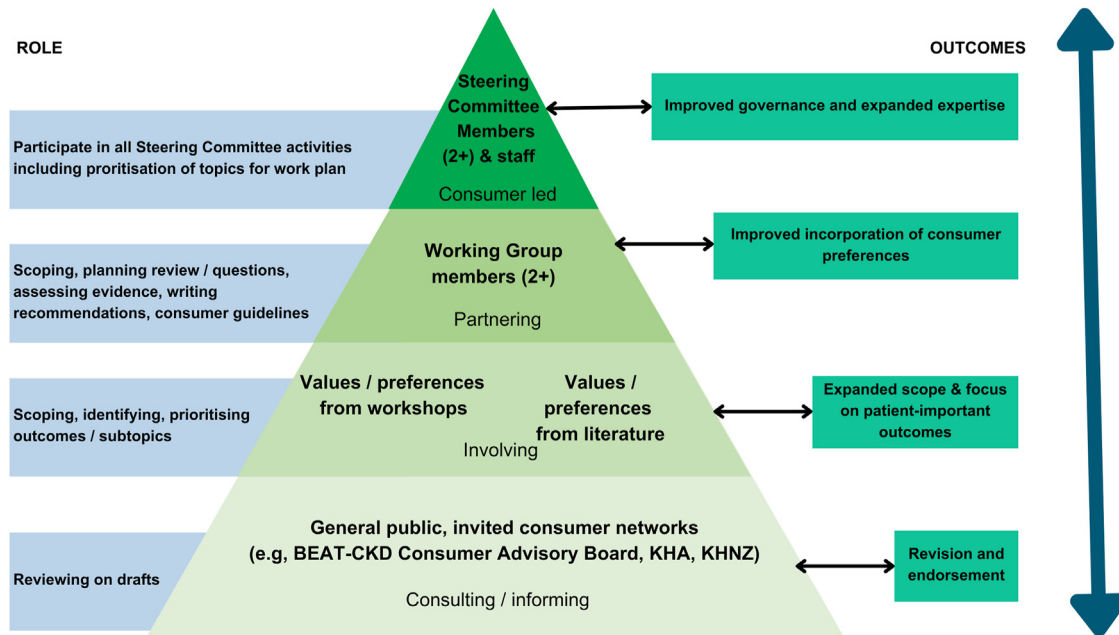 ROLE
OUTCOMES
Steering
Committee
Members
(2+) & staff
Consumer led
Improved governance and expanded expertise
Participate in all Steering Committee activities
including proritisation of topics for work plan
Working Group
members (2+)
Partnering
Improved incorporation of consumer
preferences
Scoping, planning review / questions,
assessing evidence, writing
recommendations, consumer guidelines
Values / preferences
from workshops
Values /
preferences
from literature
Involving
Expanded scope & focus
on patient-important
outcomes
Scoping, identifying, prioritising
outcomes / subtopics
General public, invited consumer networks
(e.g, BEAT-CKD Consumer Advisory Board, KHA, KHNZ)
Consulting / informing
Revision and
endorsement
Reviewing on drafts